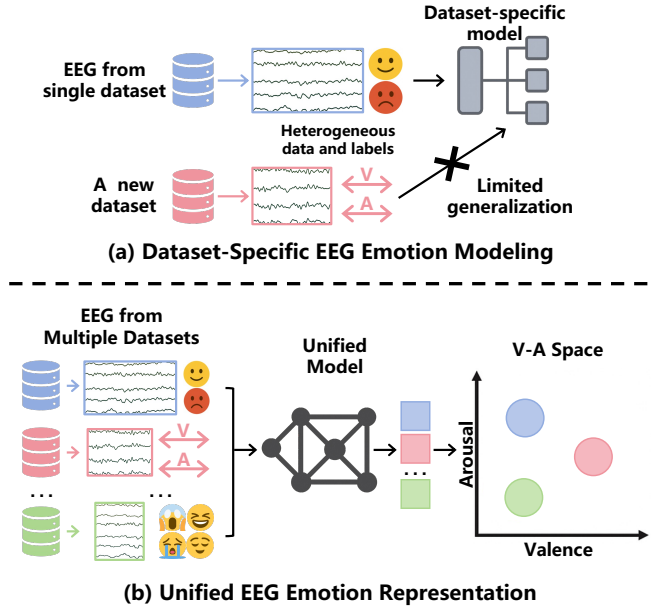 Dataset-specific
model
EEG from
single dataset
Heterogeneous
data and labels
A new
dataset
V
A
Limited
generalization
(a) Dataset-Specific EEG Emotion Modeling
EEG from
Multiple Datasets
Unified
Model
V-A Space
V
A
...
...
...
Arousal
Valence
(b) Unified EEG Emotion Representation